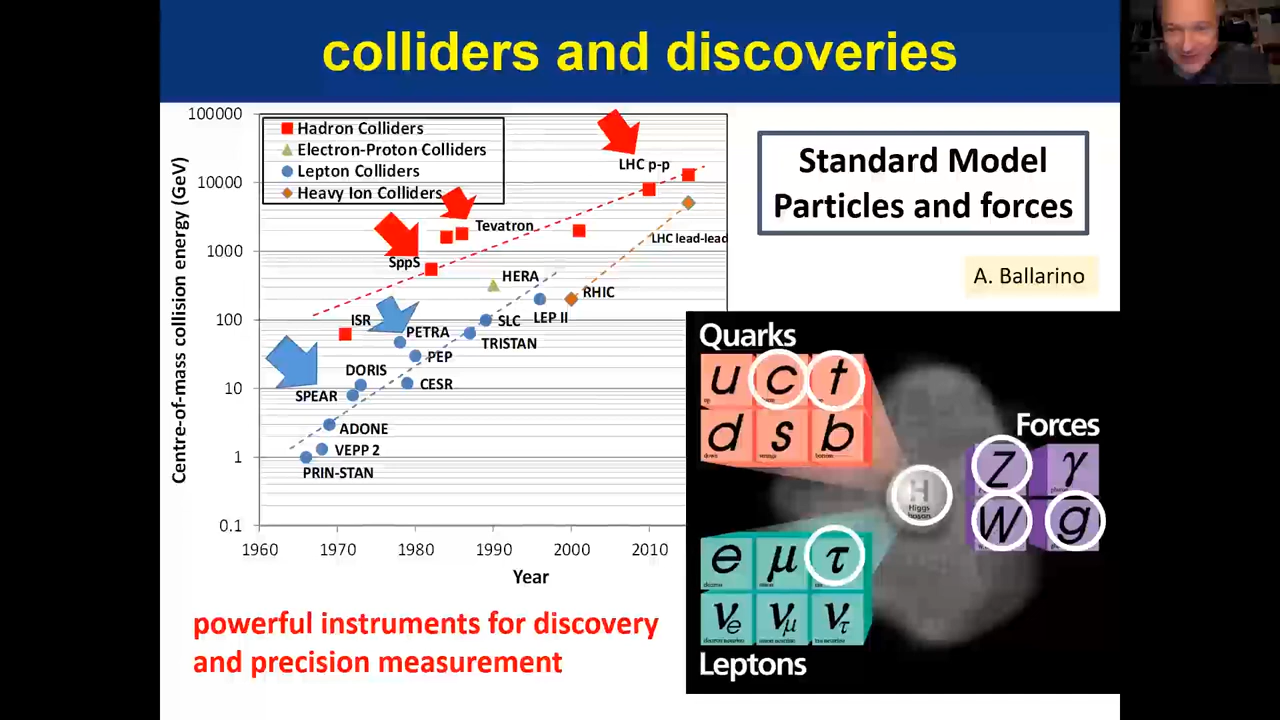 colliders and discoveries
Centre-of-mass collision energy (GeV)
100000
10000
1000
100
10
1
0.1
Hadron Colliders
Electron-Proton Colliders
Lepton Colliders
Heavy Ion Colliders
LHC p-p
Tevatron
SppS
LHC lead-lead
HERA
RHIC
ISR
LEP II
SLC
PETRA
TRISTAN
PEP
DORIS
CESR
SPEAR
ADONE
VEPP 2
PRIN-STAN
1960 1970 1980 1990 2000 2010
Year
powerful instruments for discovery
and precision measurement
Standard Model
Particles and forces
A. Ballarino
Quarks
u c t
d s b
Forces
Z γ
W g
H
Higgs
boson
e μ τ
νe νμ ντ
Leptons